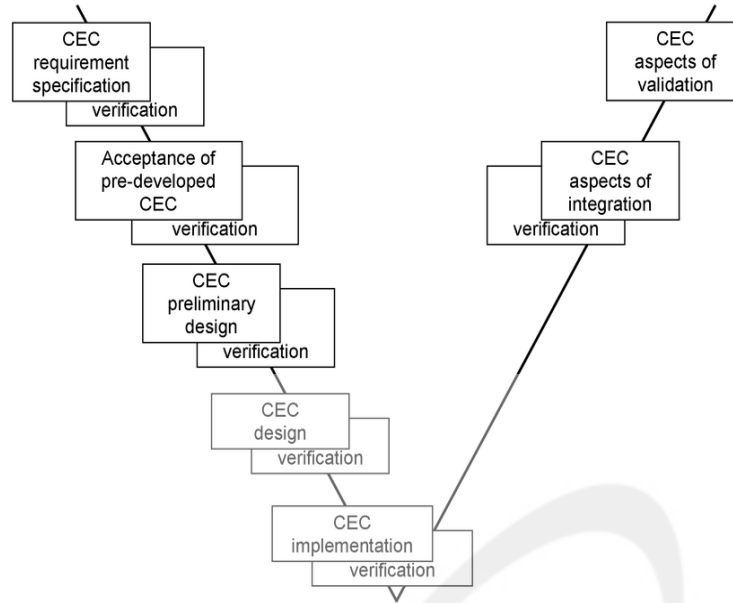 CEC
requirement
specification
verification
CEC
aspects of
validation
Acceptance of
pre-developed
CEC
verification
CEC
aspects of
integration
verification
CEC
preliminary
design
verification
CEC
design
verification
CEC
implementation
verification